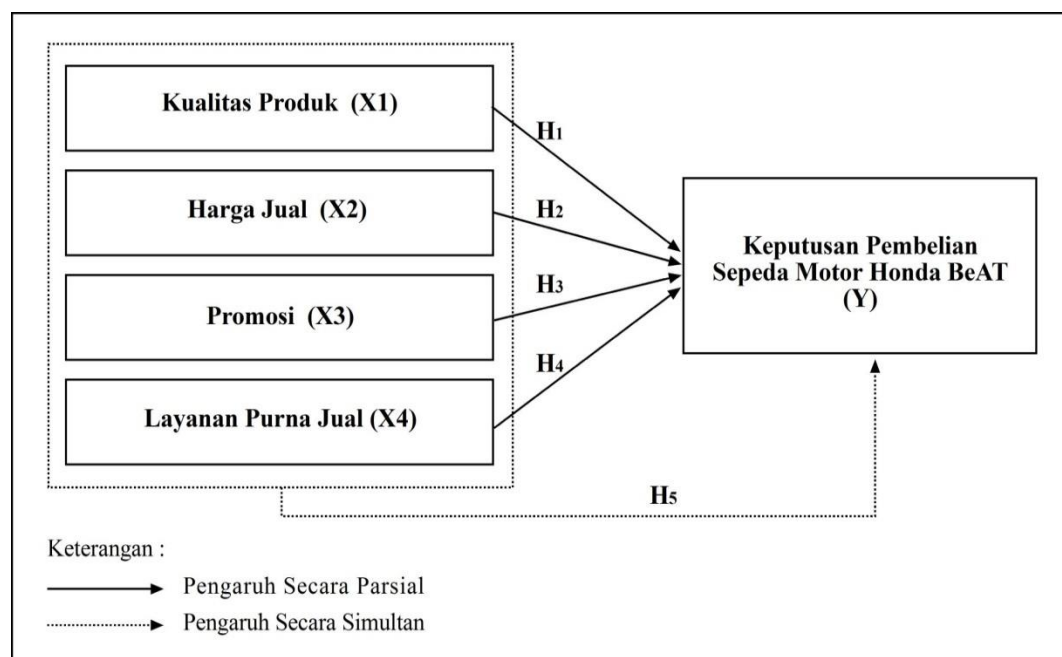 Kualitas Produk (X1)
Harga Jual (X2)
Promosi (X3)
Layanan Purna Jual (X4)
H1
H2
H3
H4
Keputusan Pembelian
Sepeda Motor Honda BeAT
(Y)
H5
Keterangan :
Pengaruh Secara Parsial
Pengaruh Secara Simultan